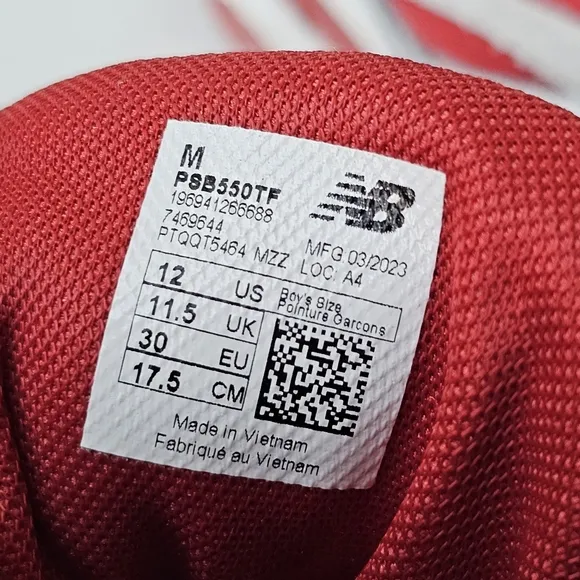 M
PSB550TF
196941266688
7469644
PTQQT5464 MZZ
NB
MFG 03/2023
LOC: A4
12 US
11.5 UK
30 EU
17.5 CM
Boy's Size
Pointure Garcons
Made in Vietnam
Fabriqué au Vietnam